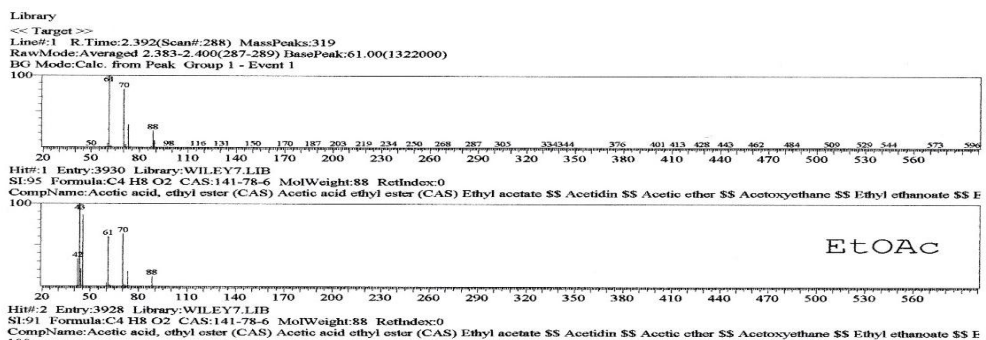 Library
<< Target >>
Line#:1 R.Time:2.392(Scan#:288) MassPeaks:319
RawMode:Averaged 2.383-2.400(287-289) BasePeak:61.00(1322000)
BG Mode:Calc. from Peak Group 1 - Event 1
100
61 70
88
50 98 116 131 150 170 187 203 219 234 250 268 287 305 334 344 376 401 413 428 443 462 484 509 529 544 573 596
20 50 80 110 140 170 200 230 260 290 320 350 380 410 440 470 500 530 560
Hit#:1 Entry:3930 Library:WILEY7.LIB
SI:95 Formula:C4 H8 O2 CAS:141-78-6 MolWeight:88 RetIndex:0
CompName:Acetic acid, ethyl ester (CAS) Acetic acid ethyl ester (CAS) Ethyl acetate $$ Acetidin $$ Acetic ether $$ Acetoxyethane $$ Ethyl ethanoate $$ E
100
43
61 70
EtOAc
42
88
20 50 80 110 140 170 200 230 260 290 320 350 380 410 440 470 500 530 560
Hit#:2 Entry:3928 Library:WILEY7.LIB
SI:91 Formula:C4 H8 O2 CAS:141-78-6 MolWeight:88 RetIndex:0
CompName:Acetic acid, ethyl ester (CAS) Acetic acid ethyl ester (CAS) Ethyl acetate $$ Acetidin $$ Acetic ether $$ Acetoxyethane $$ Ethyl ethanoate $$ E